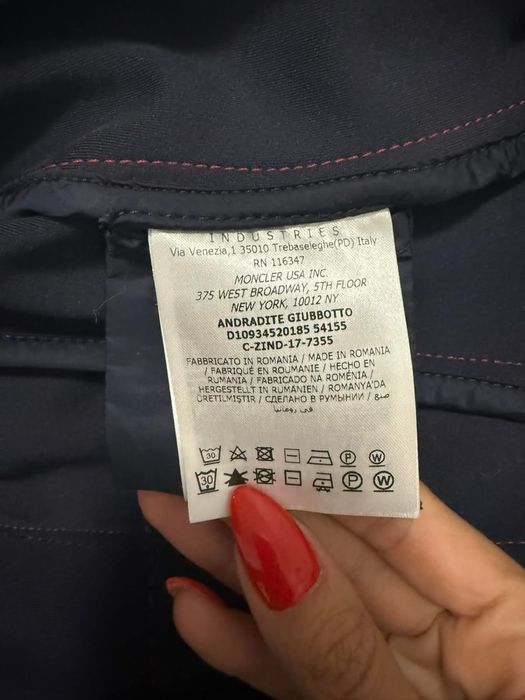 INDUSTRIES
Via Venezia,1 35010 Trebaseleghe(PD) Italy
RN 116347
MONCLER USA INC.
375 WEST BROADWAY, 5TH FLOOR
NEW YORK, 10012 NY
ANDRADITE GIUBBOTTO
D10934520185 54155
C-ZIND-17-7355
FABBRICATO IN ROMANIA / MADE IN ROMANIA
/ FABRIQUÉ EN ROUMANIE / HECHO EN
RUMANIA / FABRICADO NA ROMÊNIA /
HERGESTELLT IN RUMÄNIEN / ROMANYA'DA
ÜRETILMIŞTIR / СДЕЛАНО В РУМЫНИИ / صنع
في رومانيا
30 P W
30 P W